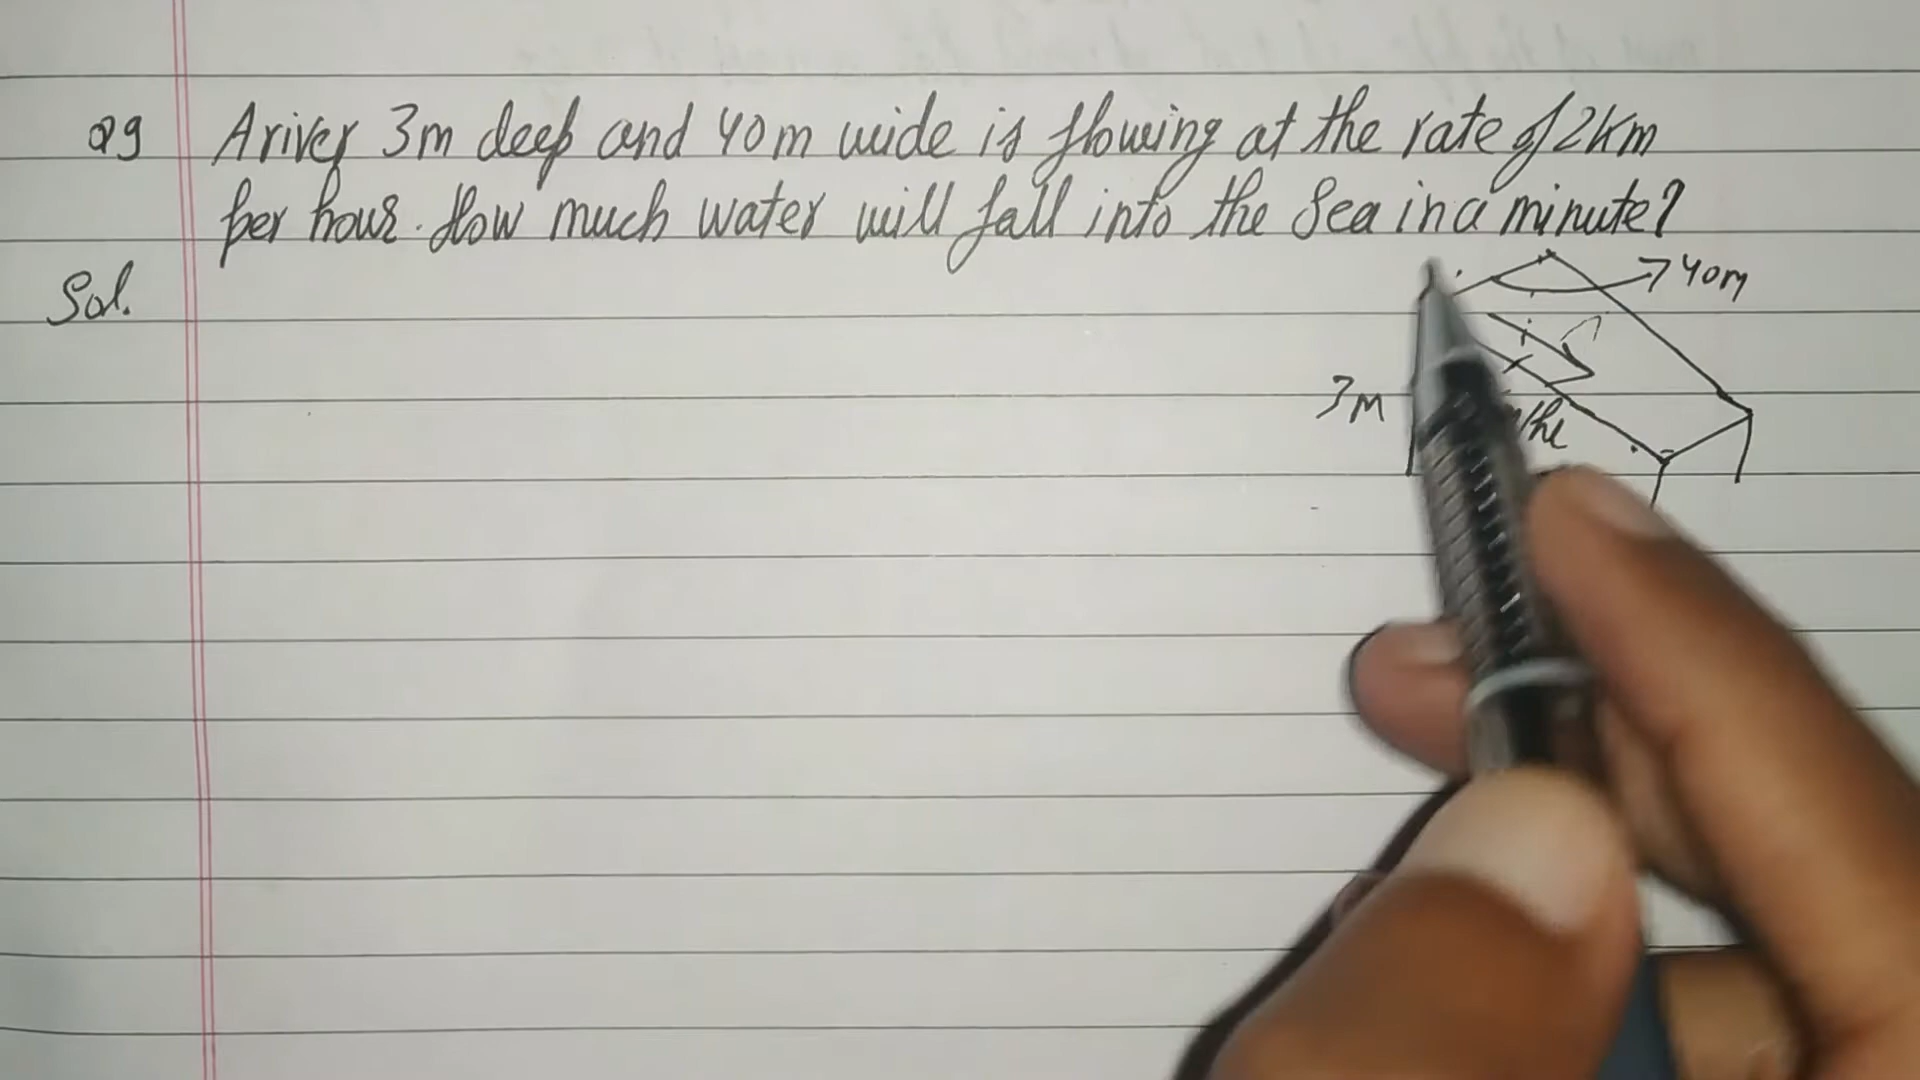 Q9 A river 3m deep and 40m wide is flowing at the rate of 2km
per hour. How much water will fall into the Sea in a minute?
Sol.
40m
3m